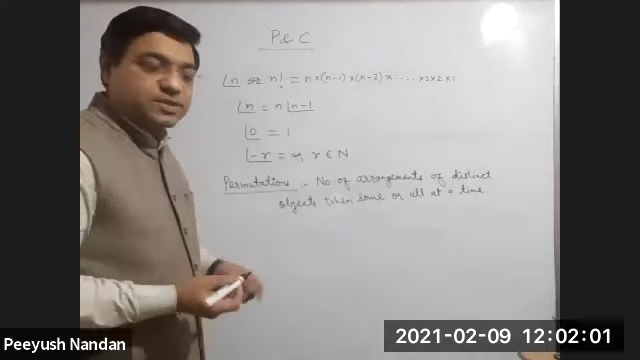 P & C
⌊n or n! = n × (n-1) × (n-2) × ..... ×3×2×1
⌊n = n ⌊n-1
⌊0 = 1
⌊-r = ∞, r ∈ N
Permutations :- No of arrangements of distinct
objects taken some or all at a time.
Peeyush Nandan
2021-02-09 12:02:01